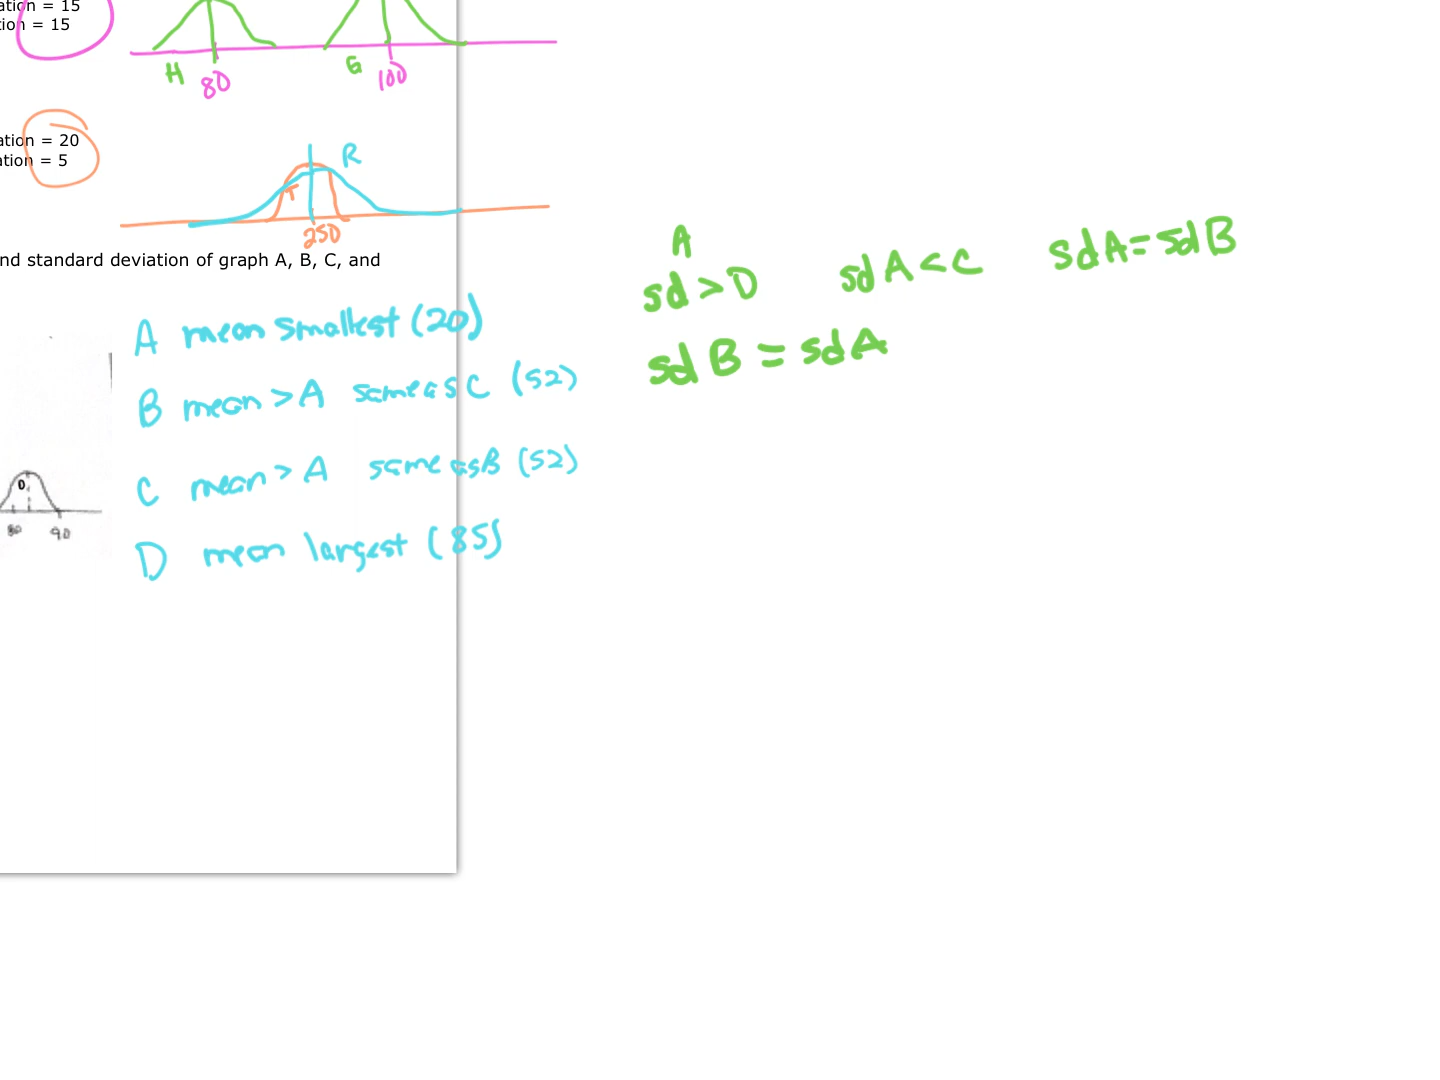 ation = 15
tion = 15
H 80 G 100
ation = 20
ation = 5
R
T
250
nd standard deviation of graph A, B, C, and
A
sd > D sd A < C sd A = sd B
sd B = sd A
A mean smallest (20)
B mean > A same as C (52)
C mean > A same as B (52)
D mean largest (85)
D
80 90